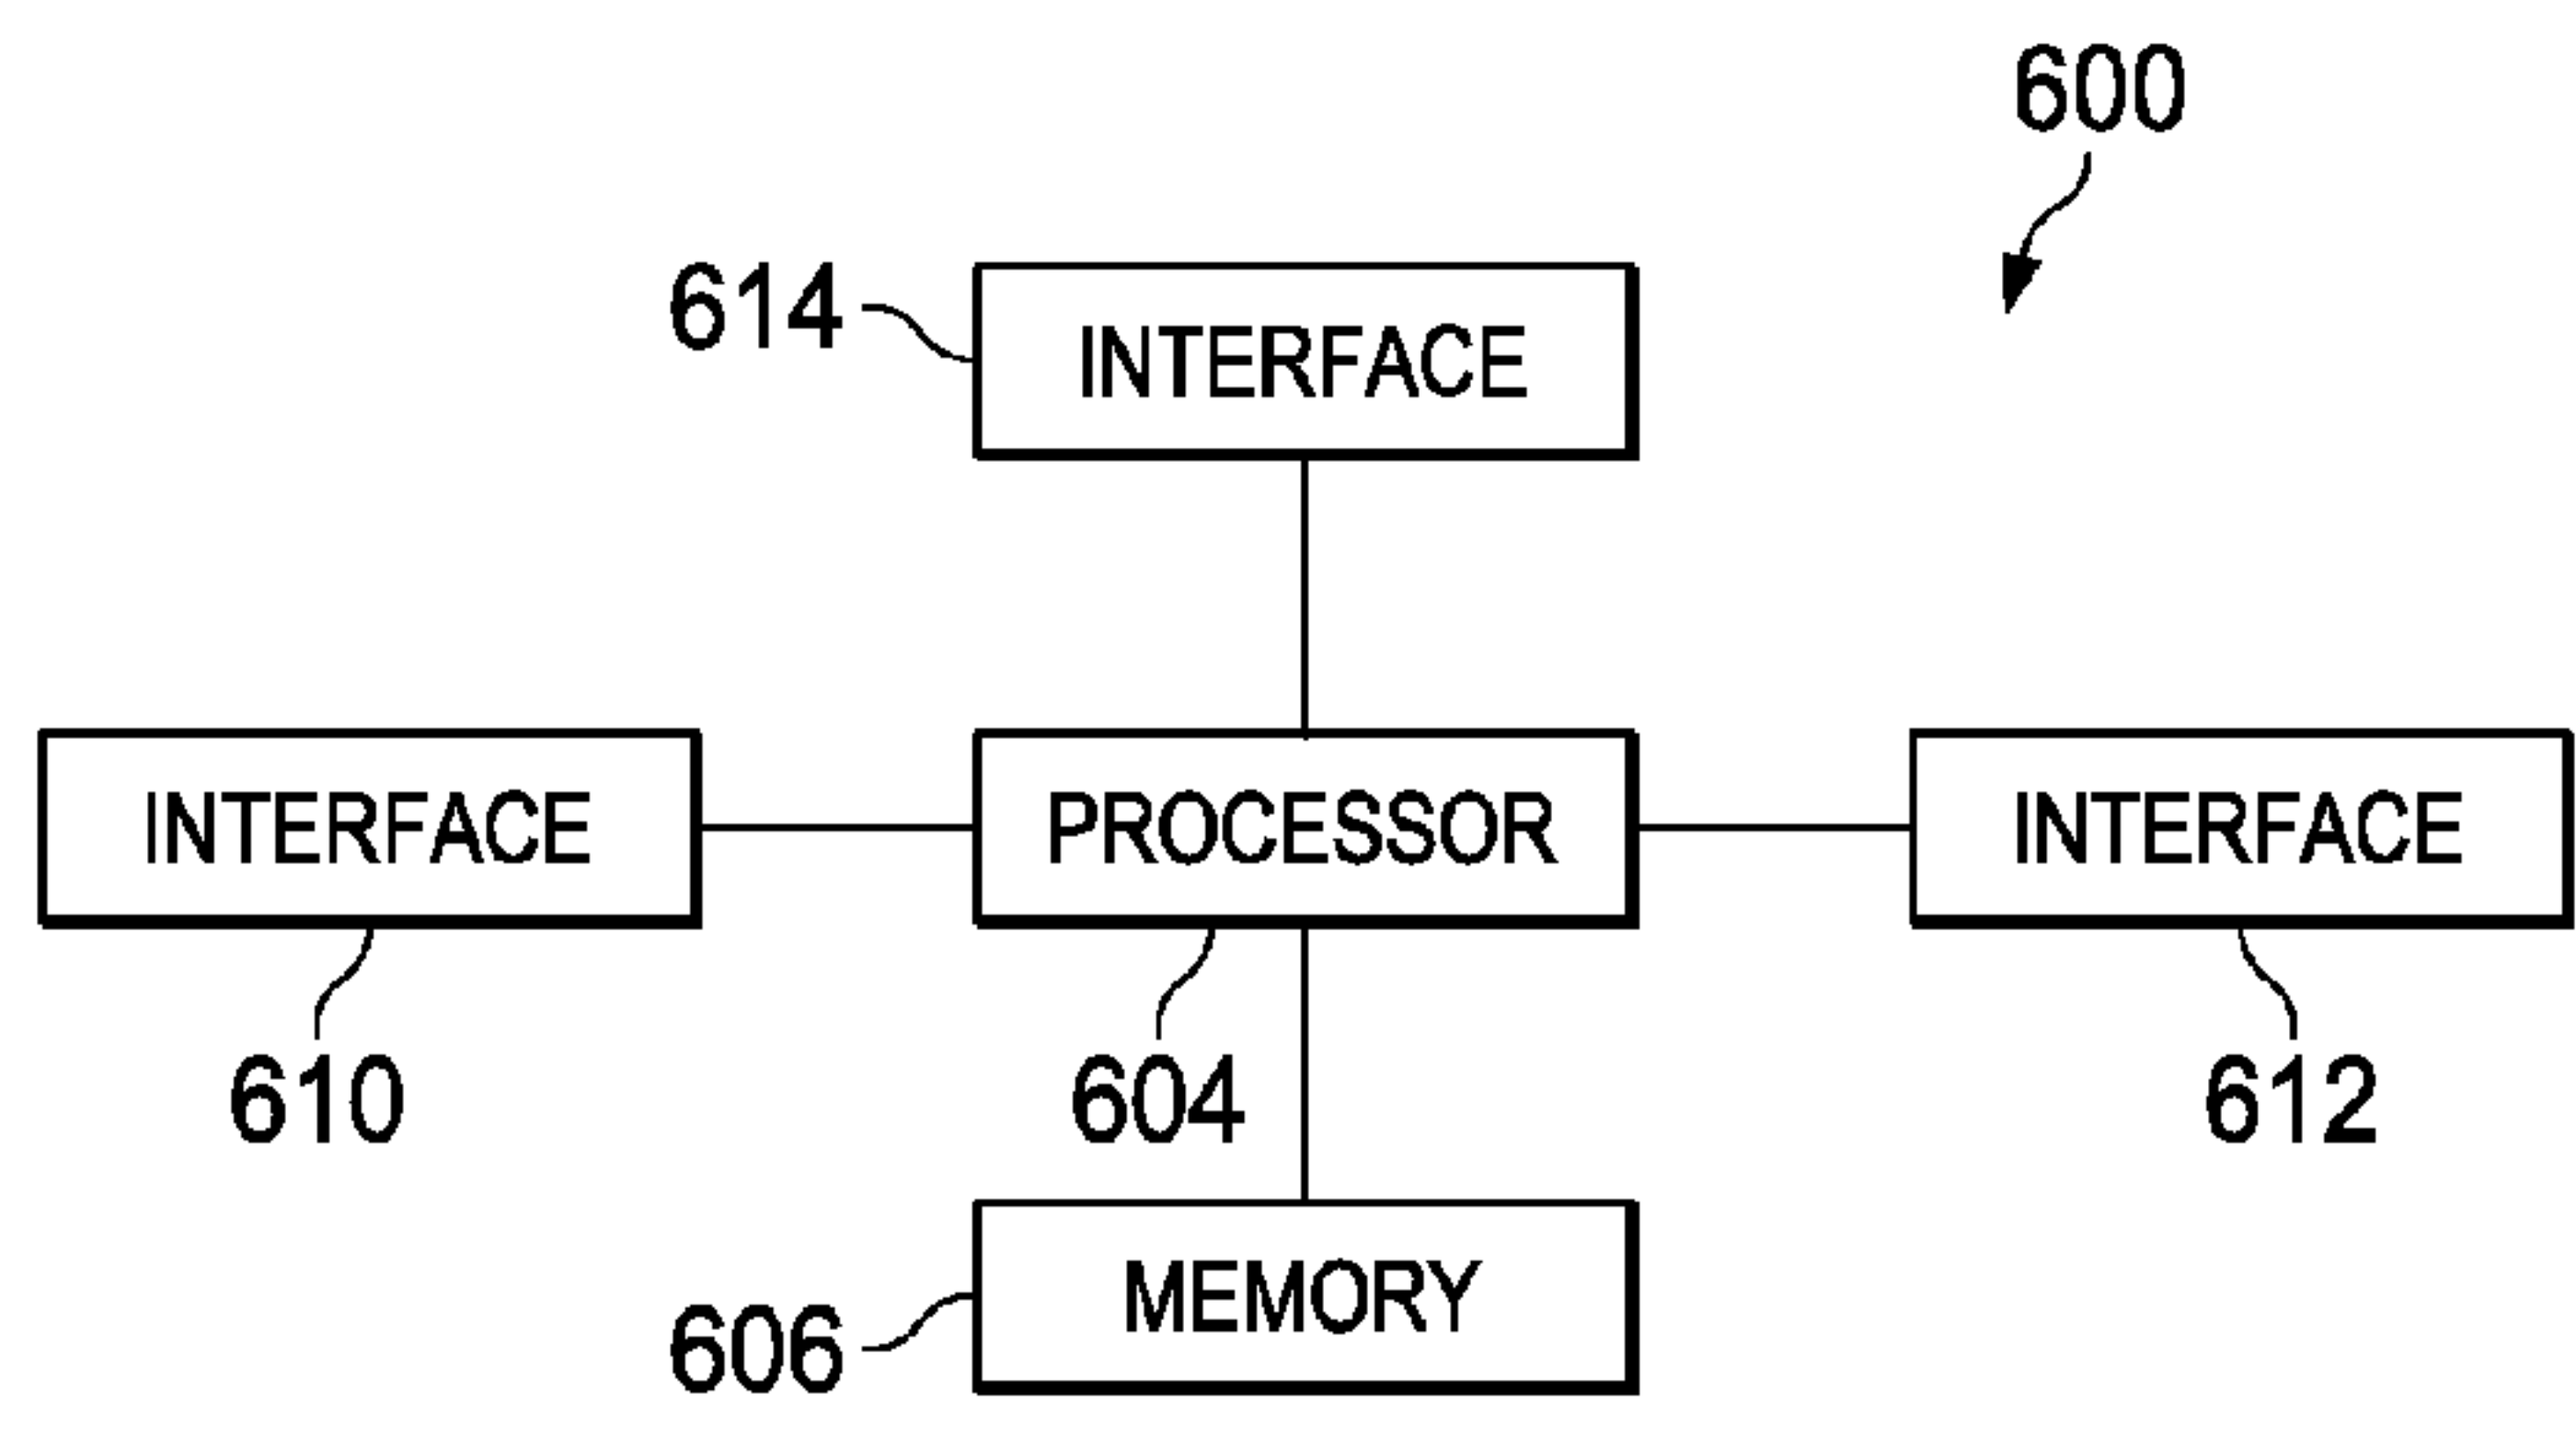 600
614
INTERFACE
INTERFACE
PROCESSOR
INTERFACE
610
604
612
MEMORY
606